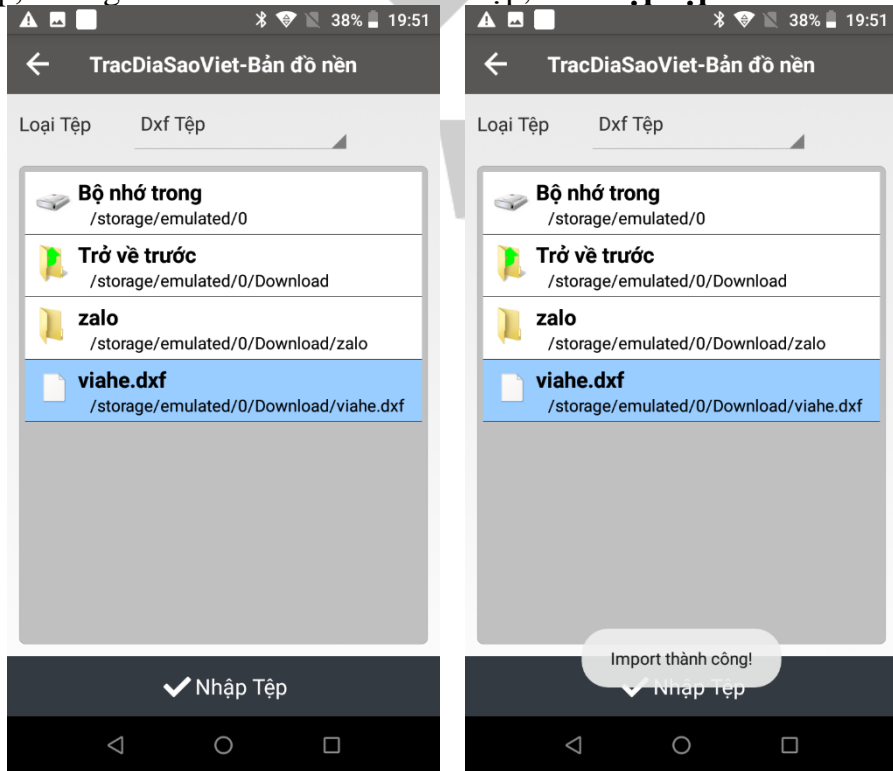 38% 19:51
TracDiaSaoViet-Bản đồ nền
Loại Tệp Dxf Tệp
Bộ nhớ trong
/storage/emulated/0
Trở về trước
/storage/emulated/0/Download
zalo
/storage/emulated/0/Download/zalo
viahe.dxf
/storage/emulated/0/Download/viahe.dxf
Nhập Tệp
38% 19:51
TracDiaSaoViet-Bản đồ nền
Loại Tệp Dxf Tệp
Bộ nhớ trong
/storage/emulated/0
Trở về trước
/storage/emulated/0/Download
zalo
/storage/emulated/0/Download/zalo
viahe.dxf
/storage/emulated/0/Download/viahe.dxf
Import thành công!
Nhập Tệp